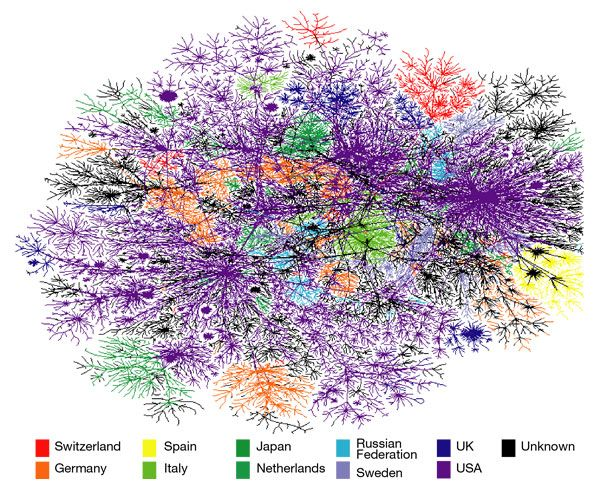 Switzerland
Spain
Japan
Russian
Federation
UK
Unknown
Germany
Italy
Netherlands
Sweden
USA